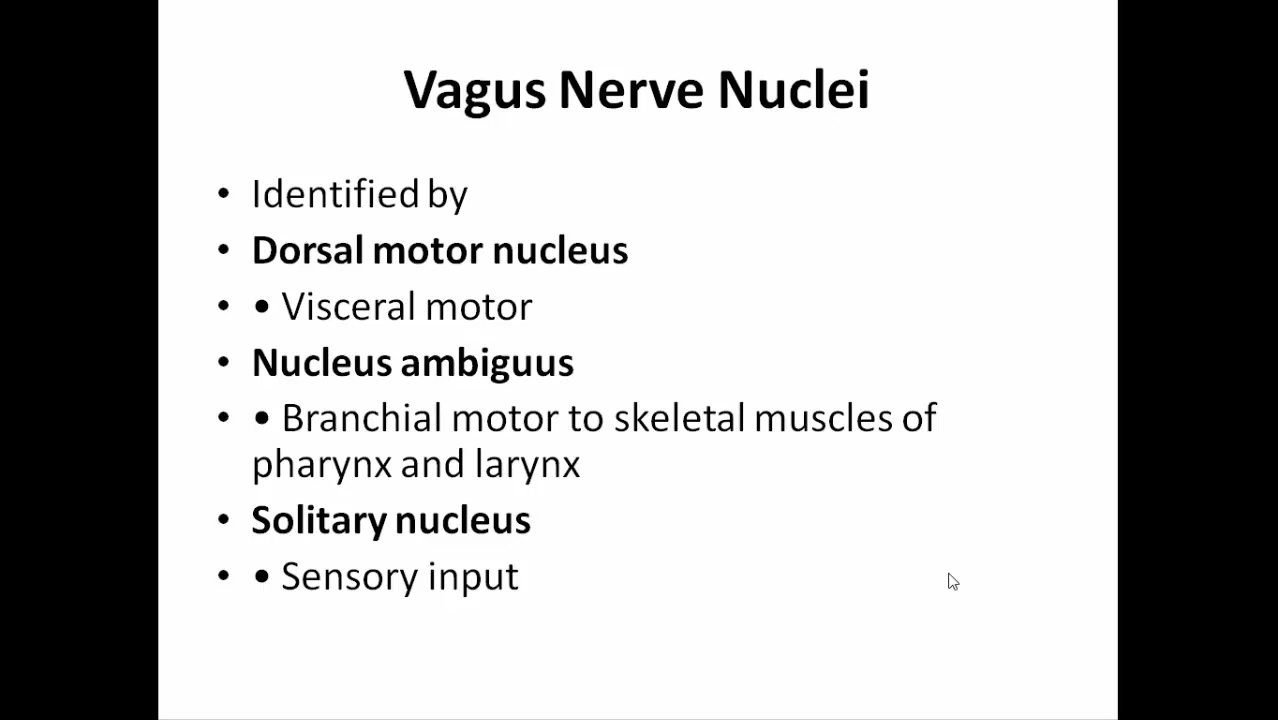 Vagus Nerve Nuclei
• Identified by
• Dorsal motor nucleus
• • Visceral motor
• Nucleus ambiguus
• • Branchial motor to skeletal muscles of
pharynx and larynx
• Solitary nucleus
• • Sensory input